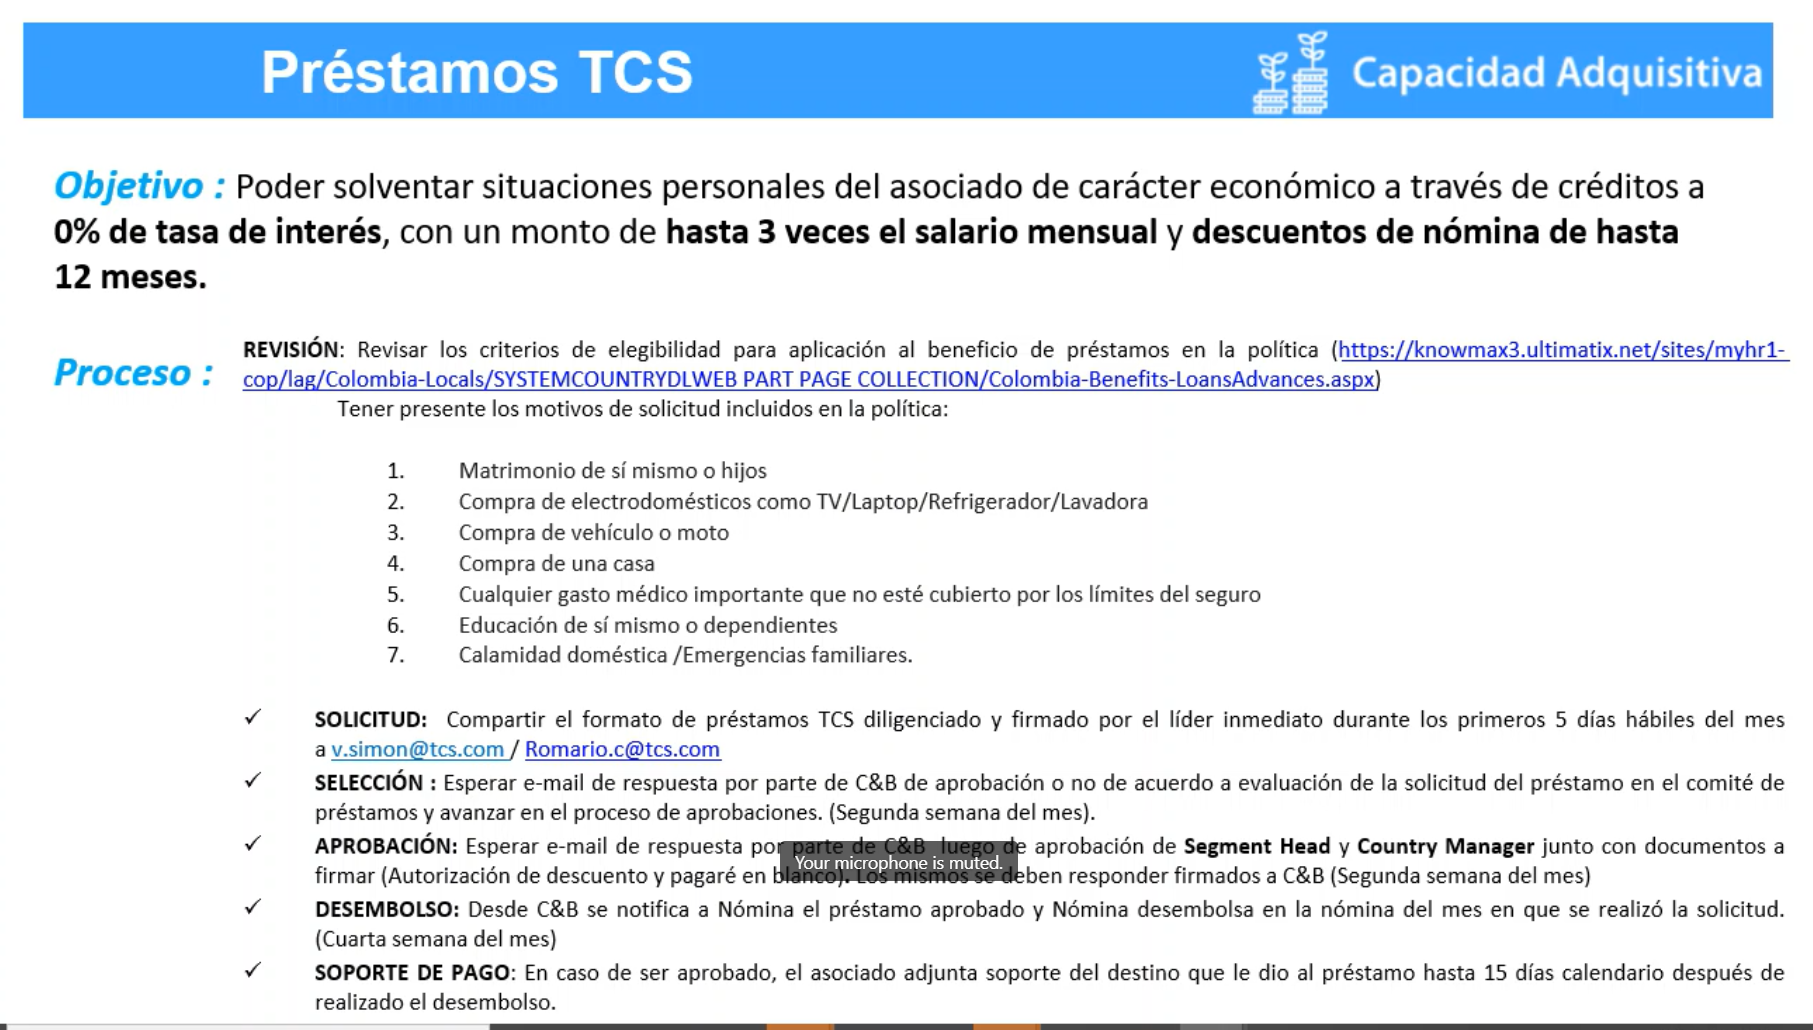 Préstamos TCS
Capacidad Adquisitiva
Objetivo : Poder solventar situaciones personales del asociado de carácter económico a través de créditos a
0% de tasa de interés, con un monto de hasta 3 veces el salario mensual y descuentos de nómina de hasta
12 meses.
Proceso :
REVISIÓN: Revisar los criterios de elegibilidad para aplicación al beneficio de préstamos en la política (https://knowmax3.ultimatix.net/sites/myhr1-
cop/lag/Colombia-Locals/SYSTEMCOUNTRYDLWEB PART PAGE COLLECTION/Colombia-Benefits-LoansAdvances.aspx)
Tener presente los motivos de solicitud incluidos en la política:
1. Matrimonio de sí mismo o hijos
2. Compra de electrodomésticos como TV/Laptop/Refrigerador/Lavadora
3. Compra de vehículo o moto
4. Compra de una casa
5. Cualquier gasto médico importante que no esté cubierto por los límites del seguro
6. Educación de sí mismo o dependientes
7. Calamidad doméstica /Emergencias familiares.
✓ SOLICITUD: Compartir el formato de préstamos TCS diligenciado y firmado por el líder inmediato durante los primeros 5 días hábiles del mes
a v.simon@tcs.com / Romario.c@tcs.com
✓ SELECCIÓN : Esperar e-mail de respuesta por parte de C&B de aprobación o no de acuerdo a evaluación de la solicitud del préstamo en el comité de
préstamos y avanzar en el proceso de aprobaciones. (Segunda semana del mes).
✓ APROBACIÓN: Esperar e-mail de respuesta por parte de C&B luego de aprobación de Segment Head y Country Manager junto con documentos a
firmar (Autorización de descuento y pagaré en blanco). Los mismos se deben responder firmados a C&B (Segunda semana del mes)
Your microphone is muted.
✓ DESEMBOLSO: Desde C&B se notifica a Nómina el préstamo aprobado y Nómina desembolsa en la nómina del mes en que se realizó la solicitud.
(Cuarta semana del mes)
✓ SOPORTE DE PAGO: En caso de ser aprobado, el asociado adjunta soporte del destino que le dio al préstamo hasta 15 días calendario después de
realizado el desembolso.